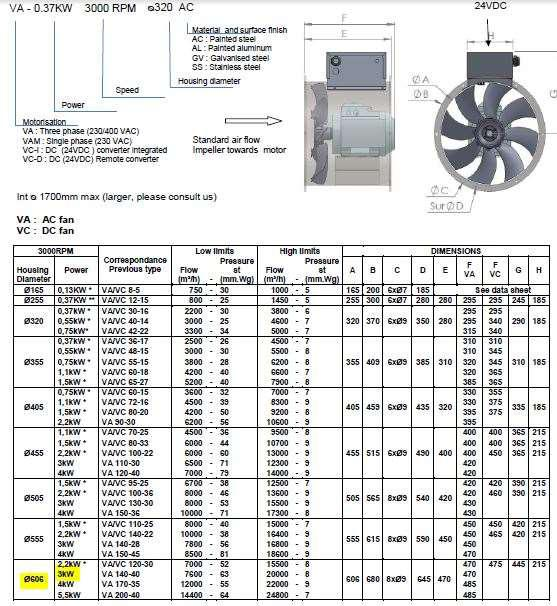 VA - 0.37KW 3000 RPM ⌀320 AC
24VDC
Material and surface finish
AC : Painted steel
AL : Painted aluminum
GV : Galvanised steel
SS : Stainless steel
Housing diameter
Speed
Power
Motorisation
VA : Three phase (230/400 VAC)
VAM : Single phase (230 VAC)
VC-I : DC (24VDC ) converter integrated
VC-D : DC (24VDC) Remote converter
Standard air flow
Impeller towards motor
F
E
H
ØA
ØB
G
ØC
Sur ØD
Int ⌀ 1700mm max (larger, please consult us)
VA : AC fan
VC : DC fan
3000RPM Correspondance Previous type Low limits High limits DIMENSIONS
Housing Diameter Power Flow (m³/h) - Pressure st (mm.Wg) Flow (m³/h) - Pressure st (mm.Wg) A B C D E F VA F VC G H
Ø165 0,13KW * VA/VC 8-5 750 - 30 1000 - 5 165 200 6xØ7 185 See data sheet
Ø255 0,37KW ** VA/VC 12-15 800 - 25 1450 - 5 255 300 6xØ7 280 280 295 295 245 185
Ø320 320 370 6xØ9 350 280 290 185
0,37KW * VA/VC 30-16 2200 - 30 3800 - 6 295 295
0,55KW * VA/VC 40-14 3000 - 25 4600 - 7 295 340
0,75KW* VA/VC 42-22 3300 - 34 5000 - 7 315 345
Ø355 355 409 6xØ9 385 310 310 185
0,37KW * VA/VC 36-17 2500 - 26 4500 - 7 310 310
0,55KW * VA/VC 48-15 3000 - 30 5500 - 8 310 345
0,75KW * VA/VC 55-15 3800 - 28 6200 - 8 315 345
1,1kW * VA/VC 60-18 4200 - 40 6600 - 7 320 365
1,5kW * VA/VC 65-27 5200 - 40 7900 - 8 385 365
Ø405 405 459 6xØ9 435 320 335 185
0,75KW * VA/VC 60-15 3600 - 32 7000 - 7 330 355
1,1kW * VA/VC 72-16 4500 - 39 8300 - 9 330 375
1,5kW * VA/VC 80-20 4200 - 50 9200 - 8 330 375
2,2kW VA 90-30 6200 - 56 10600 - 9 395
Ø455 455 515 6xØ9 490 400
1,1kW * VA/VC 70-25 4500 - 36 9500 - 8 400 400 365 215
1,5kW * VA/VC 80-33 6000 - 44 10700 - 9 400 400 365 215
2,2kW * VA/VC 100-22 6000 - 60 13000 - 9 400 450 365 215
3kW VA 110-30 6500 - 71 12300 - 9 420
4kW VA 120-40 7000 - 79 14000 - 9 420
Ø505 505 565 8xØ9 540 420
1,5kW * VA/VC 95-25 6700 - 38 12500 - 7 420 420 390 215
2,2kW * VA/VC 100-36 8000 - 46 13600 - 9 420 460 390 215
3kW VA/VC 130-30 8000 - 53 15500 - 9 430
4kW VA 150-36 10000 - 71 17300 - 8 430
Ø555 555 615 8xØ9 590 450
1,5kW * VA/VC 110-25 8000 - 40 15000 - 7 450 450 420 215
2,2kW * VA/VC 140-22 10000 - 38 16400 - 9 450 465 420 215
3kW VA 140-28 7800 - 56 16800 - 9 450
4kW VA 150-45 8500 - 81 18600 - 9 470
Ø606 606 680 8xØ9 645 470
2,2kW * VA/VC 120-30 7000 - 52 15500 - 8 470 475 445 215
3kW VA 140-40 7600 - 63 20000 - 8 470
4kW VA 170-35 12000 - 55 22000 - 9 485
5,5kW VA 200-40 14400 - 64 24800 - 7 485